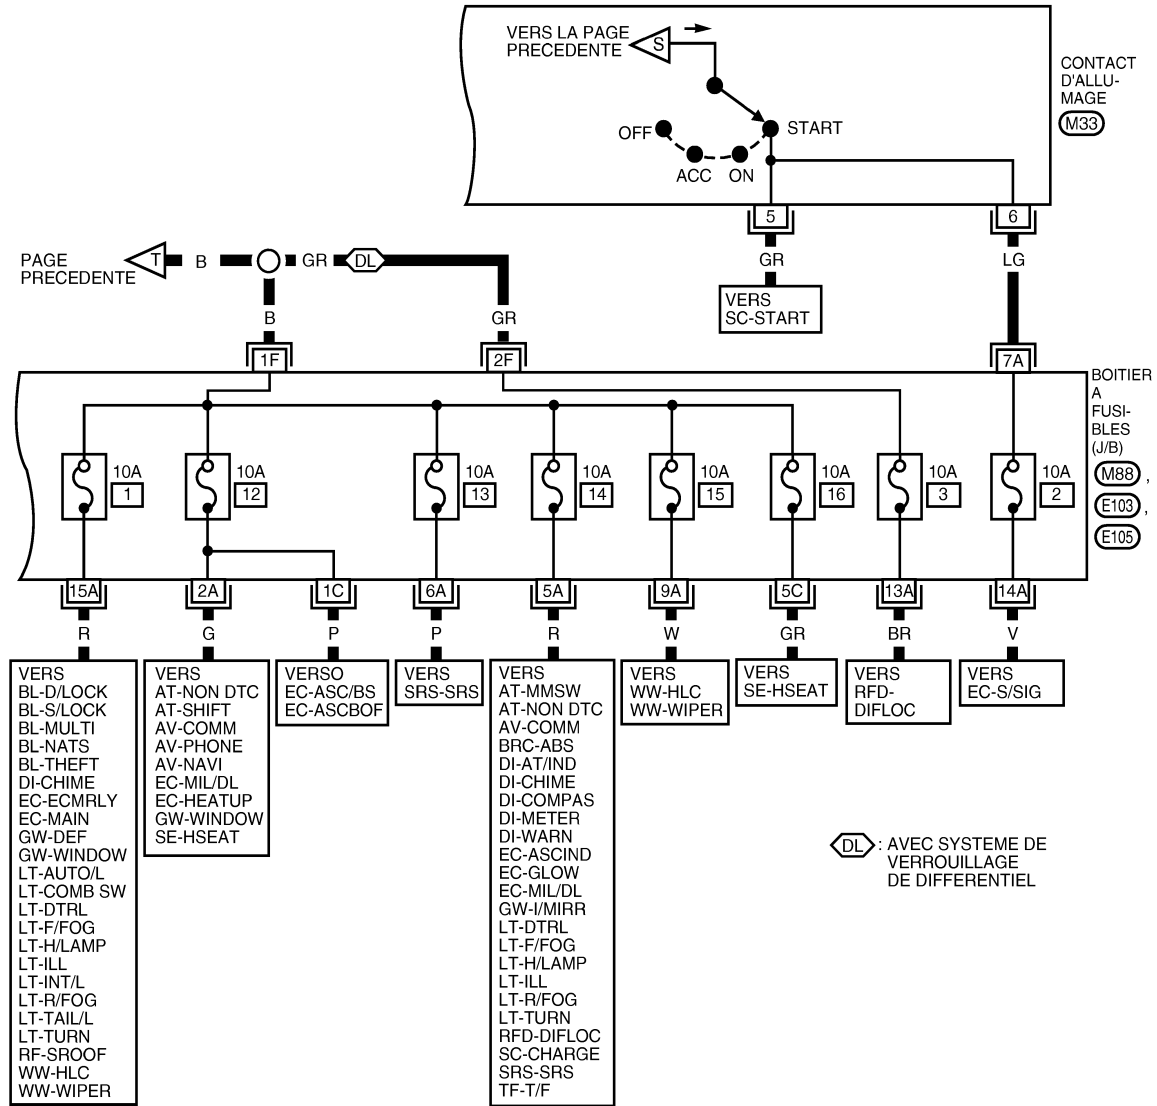 VERS LA PAGE
PRECEDENTE
S
CONTACT
D'ALLU-
MAGE
M33
OFF
START
ACC
ON
5
6
GR
LG
VERS
SC-START
PAGE
PRECEDENTE
T
B
GR
DL
B
GR
1F
2F
7A
BOITIER
A
FUSI-
BLES
(J/B)
M88 ,
E103 ,
E105
10A
1
10A
12
10A
13
10A
14
10A
15
10A
16
10A
3
10A
2
15A
2A
1C
6A
5A
9A
5C
13A
14A
R
G
P
P
R
W
GR
BR
V
VERS
BL-D/LOCK
BL-S/LOCK
BL-MULTI
BL-NATS
BL-THEFT
DI-CHIME
EC-ECMRLY
EC-MAIN
GW-DEF
GW-WINDOW
LT-AUTO/L
LT-COMB SW
LT-DTRL
LT-F/FOG
LT-H/LAMP
LT-ILL
LT-INT/L
LT-R/FOG
LT-TAIL/L
LT-TURN
RF-SROOF
WW-HLC
WW-WIPER
VERS
AT-NON DTC
AT-SHIFT
AV-COMM
AV-PHONE
AV-NAVI
EC-MIL/DL
EC-HEATUP
GW-WINDOW
SE-HSEAT
VERSO
EC-ASC/BS
EC-ASCBOF
VERS
SRS-SRS
VERS
AT-MMSW
AT-NON DTC
AV-COMM
BRC-ABS
DI-AT/IND
DI-CHIME
DI-COMPAS
DI-METER
DI-WARN
EC-ASCIND
EC-GLOW
EC-MIL/DL
GW-I/MIRR
LT-DTRL
LT-F/FOG
LT-H/LAMP
LT-ILL
LT-R/FOG
LT-TURN
RFD-DIFLOC
SC-CHARGE
SRS-SRS
TF-T/F
VERS
WW-HLC
WW-WIPER
VERS
SE-HSEAT
VERS
RFD-
DIFLOC
VERS
EC-S/SIG
DL : AVEC SYSTEME DE
VERROUILLAGE
DE DIFFERENTIEL